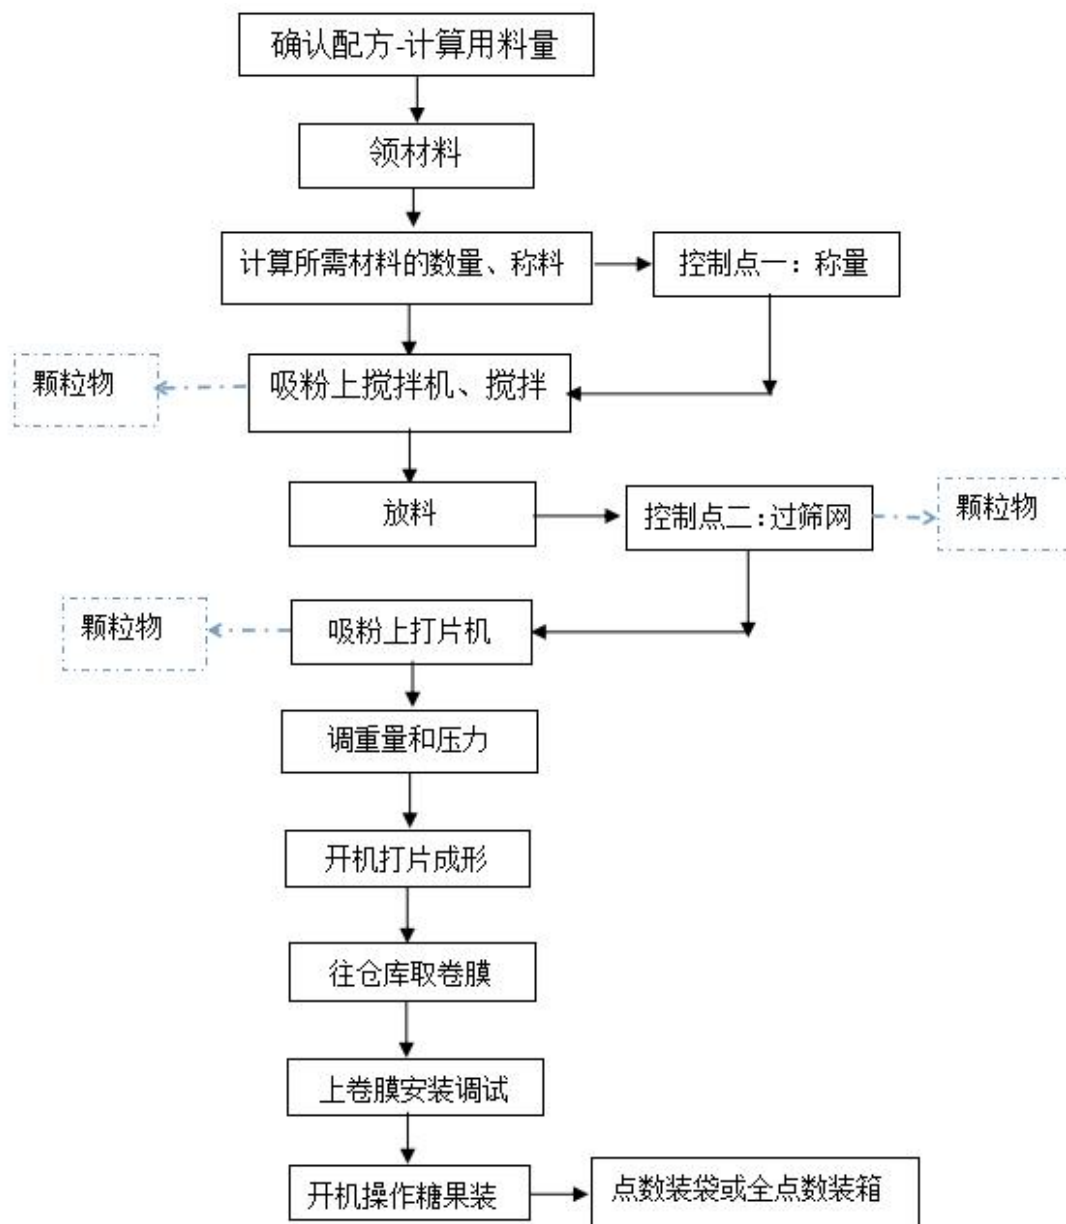 确认配方-计算用料量
领材料
计算所需材料的数量、称料
控制点一：称量
颗粒物
吸粉上搅拌机、搅拌
放料
控制点二:过筛网
颗粒物
颗粒物
吸粉上打片机
调重量和压力
开机打片成形
往仓库取卷膜
上卷膜安装调试
开机操作糖果装
点数装袋或全点数装箱